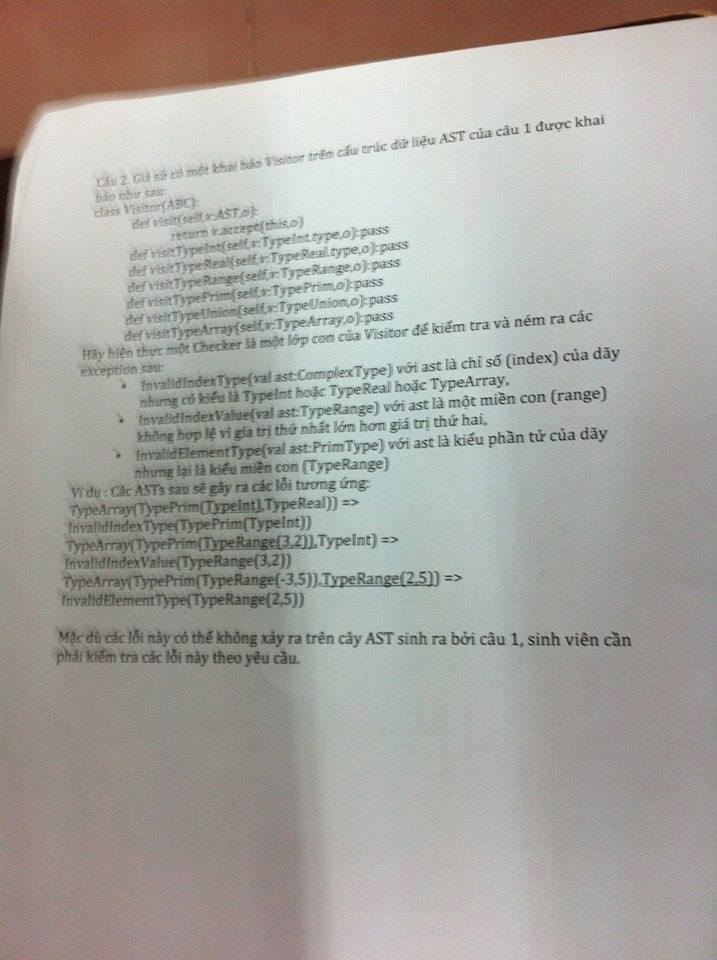 Câu 2. Giả sử có một khai báo Visitor trên cấu trúc dữ liệu AST của câu 1 được khai
báo như sau:
class Visitor(ABC):
def visit(self,v:AST,o):
return v.accept(this,o)
def visitTypeInt(self,v:TypeInt.type,o):pass
def visitTypeReal(self,v:TypeReal.type,o):pass
def visitTypeRange(self,v:TypeRange,o):pass
def visitTypePrim(self,v:TypePrim,o):pass
def visitTypeUnion(self,v:TypeUnion,o):pass
def visitTypeArray(self,v:TypeArray,o):pass
Hãy hiện thực một Checker là một lớp con của Visitor để kiểm tra và ném ra các
exception sau:
• InvalidIndexType(val ast:ComplexType) với ast là chỉ số (index) của dãy
nhưng có kiểu là TypeInt hoặc TypeReal hoặc TypeArray,
• InvalidIndexValue(val ast:TypeRange) với ast là một miền con (range)
không hợp lệ vì gía trị thứ nhất lớn hơn giá trị thứ hai,
• InvalidElementType(val ast:PrimType) với ast là kiểu phần tử của dãy
nhưng lại là kiểu miền con (TypeRange)
Ví dụ : Các ASTs sau sẽ gây ra các lỗi tương ứng:
TypeArray(TypePrim(TypeInt),TypeReal)) =>
InvalidIndexType(TypePrim(TypeInt))
TypeArray(TypePrim(TypeRange(3,2)),TypeInt) =>
InvalidIndexValue(TypeRange(3,2))
TypeArray(TypePrim(TypeRange(-3,5)),TypeRange(2,5)) =>
InvalidElementType(TypeRange(2,5))
Mặc dù các lỗi này có thể không xảy ra trên cây AST sinh ra bởi câu 1, sinh viên cần
phải kiểm tra các lỗi này theo yêu cầu.